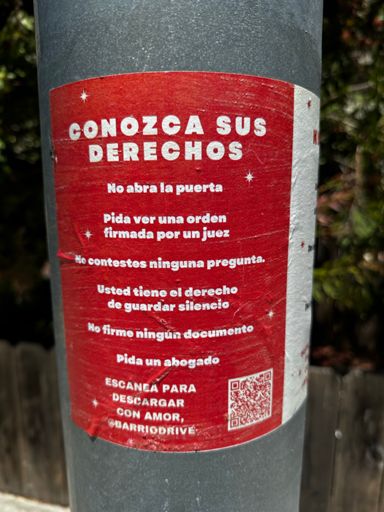 CONOZCA SUS
DERECHOS
No abra la puerta
Pida ver una orden
firmada por un juez
No contestes ninguna pregunta.
Usted tiene el derecho
de guardar silencio
No firme ningún documento
Pida un abogado
ESCANEA PARA
DESCARGAR
CON AMOR,
@BARRIODRIVE